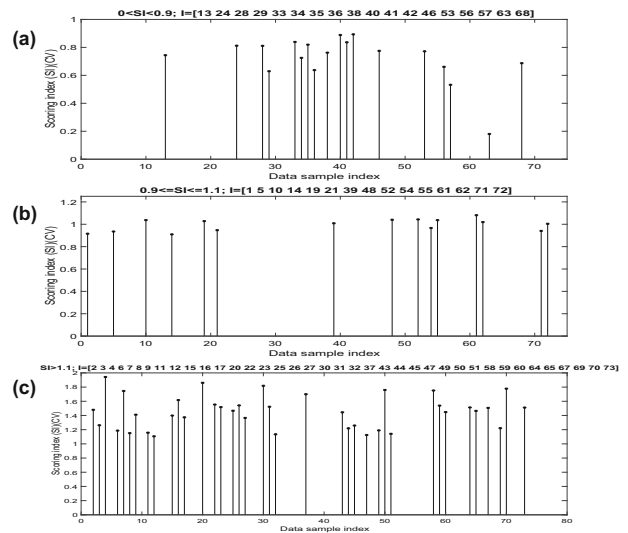 (a)
0<SI<0.9; I=[13 24 28 29 33 34 35 36 38 40 41 42 46 53 56 57 63 68]
Scoring index (SI)(CV)
1
0.8
0.6
0.4
0.2
0
0 10 20 30 40 50 60 70
Data sample index
(b)
0.9<=SI<=1.1; I=[1 5 10 14 19 21 39 48 52 54 55 61 62 71 72]
Scoring index (SI)(CV)
1.2
1
0.8
0.6
0.4
0.2
0
0 10 20 30 40 50 60 70
Data sample index
(c)
SI>1.1; I=[2 3 4 6 7 8 9 11 12 15 16 17 20 22 23 25 26 27 30 31 32 37 43 44 45 47 49 50 51 58 59 60 64 65 67 69 70 73]
Scoring index (SI)(CV)
2
1.8
1.6
1.4
1.2
1
0.8
0.6
0.4
0.2
0
0 10 20 30 40 50 60 70 80
Data sample index